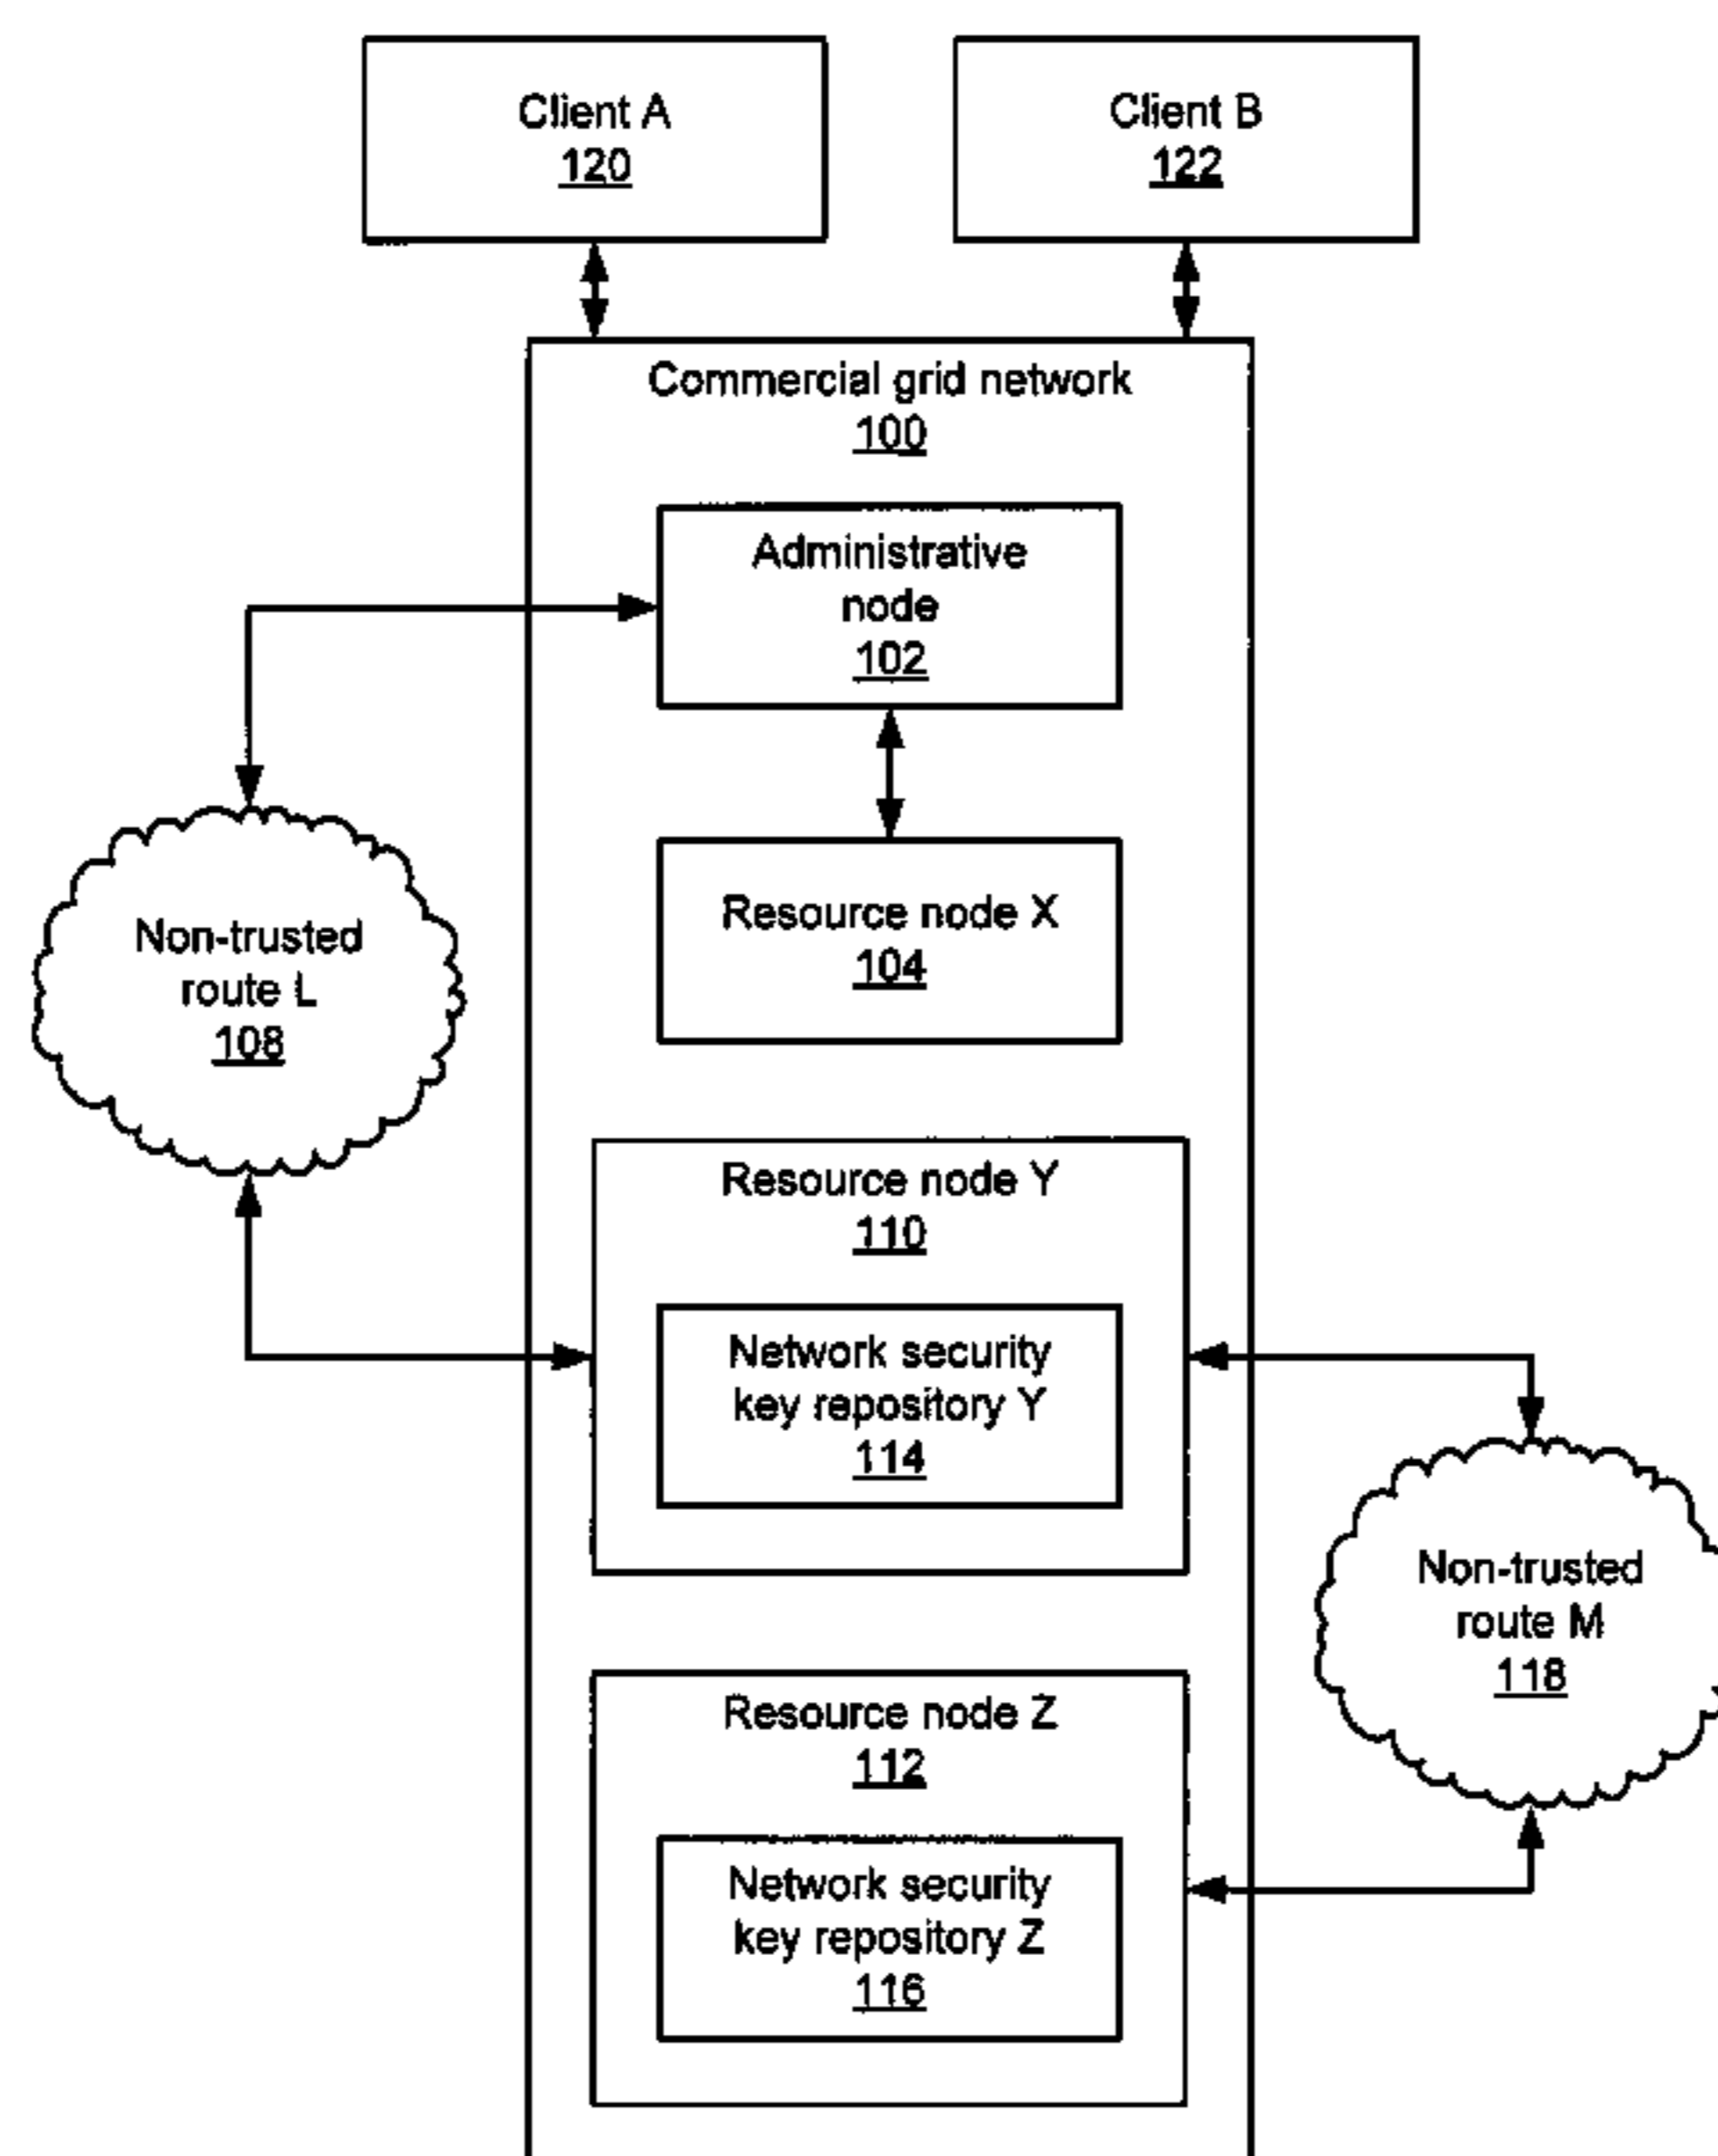 Client A
120
Client B
122
Commercial grid network
100
Administrative
node
102
Resource node X
104
Non-trusted
route L
108
Resource node Y
110
Network security
key repository Y
114
Non-trusted
route M
118
Resource node Z
112
Network security
key repository Z
116